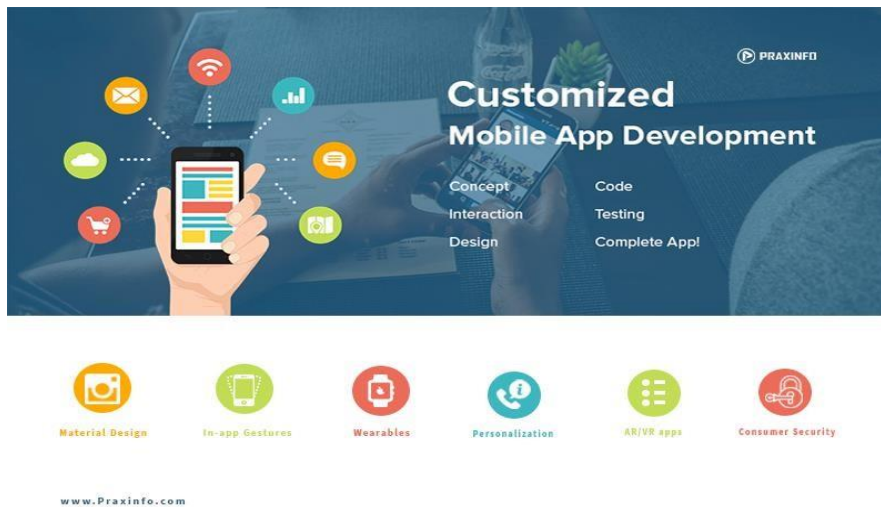 PRAXINFO
Customized
Mobile App Development
Concept
Interaction
Design
Code
Testing
Complete App!
Material Design
In-app Gestures
Wearables
Personalization
AR/VR apps
Consumer Security
www.Praxinfo.com